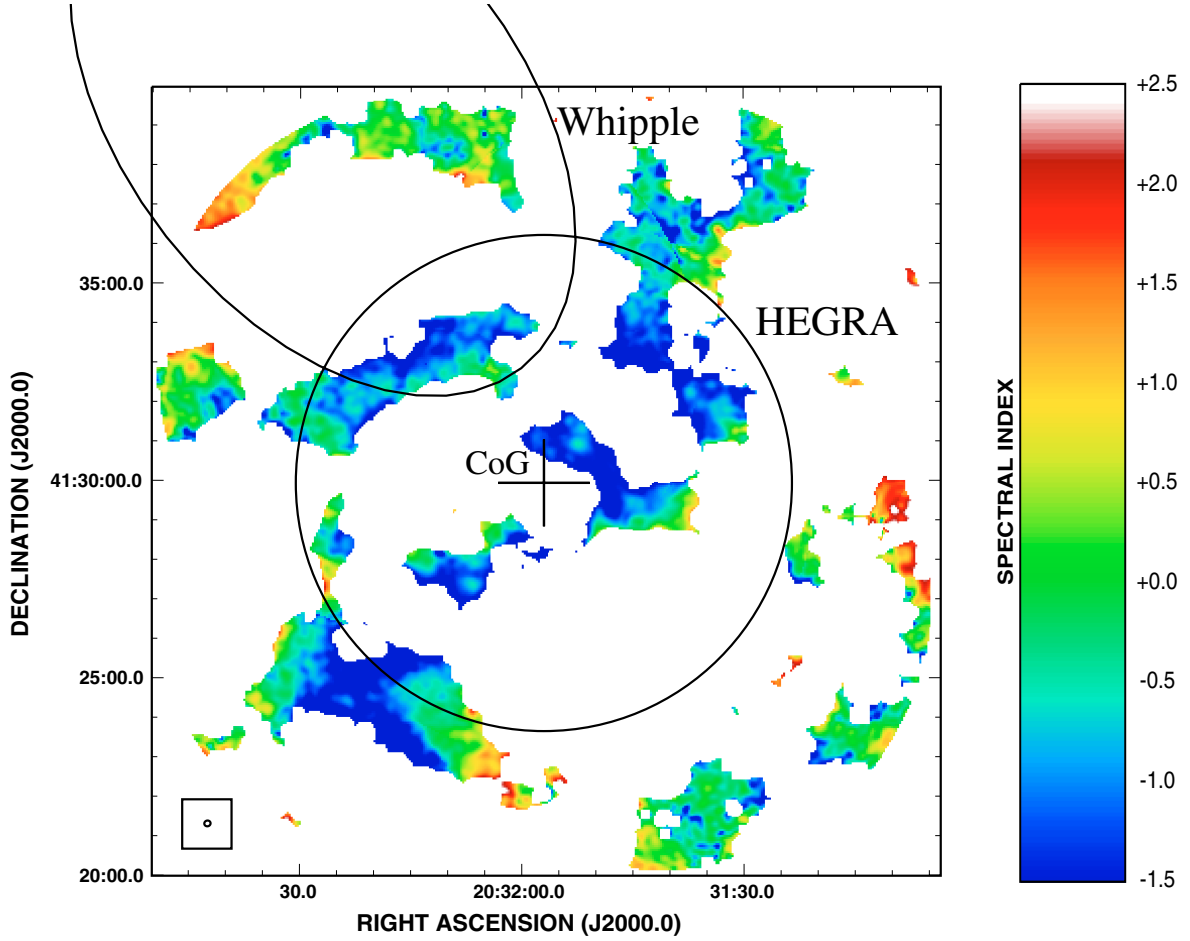 Whipple
HEGRA
CoG
DECLINATION (J2000.0)
35:00.0
41:30:00.0
25:00.0
20:00.0
30.0
20:32:00.0
31:30.0
RIGHT ASCENSION (J2000.0)
SPECTRAL INDEX
+2.5
+2.0
+1.5
+1.0
+0.5
+0.0
-0.5
-1.0
-1.5